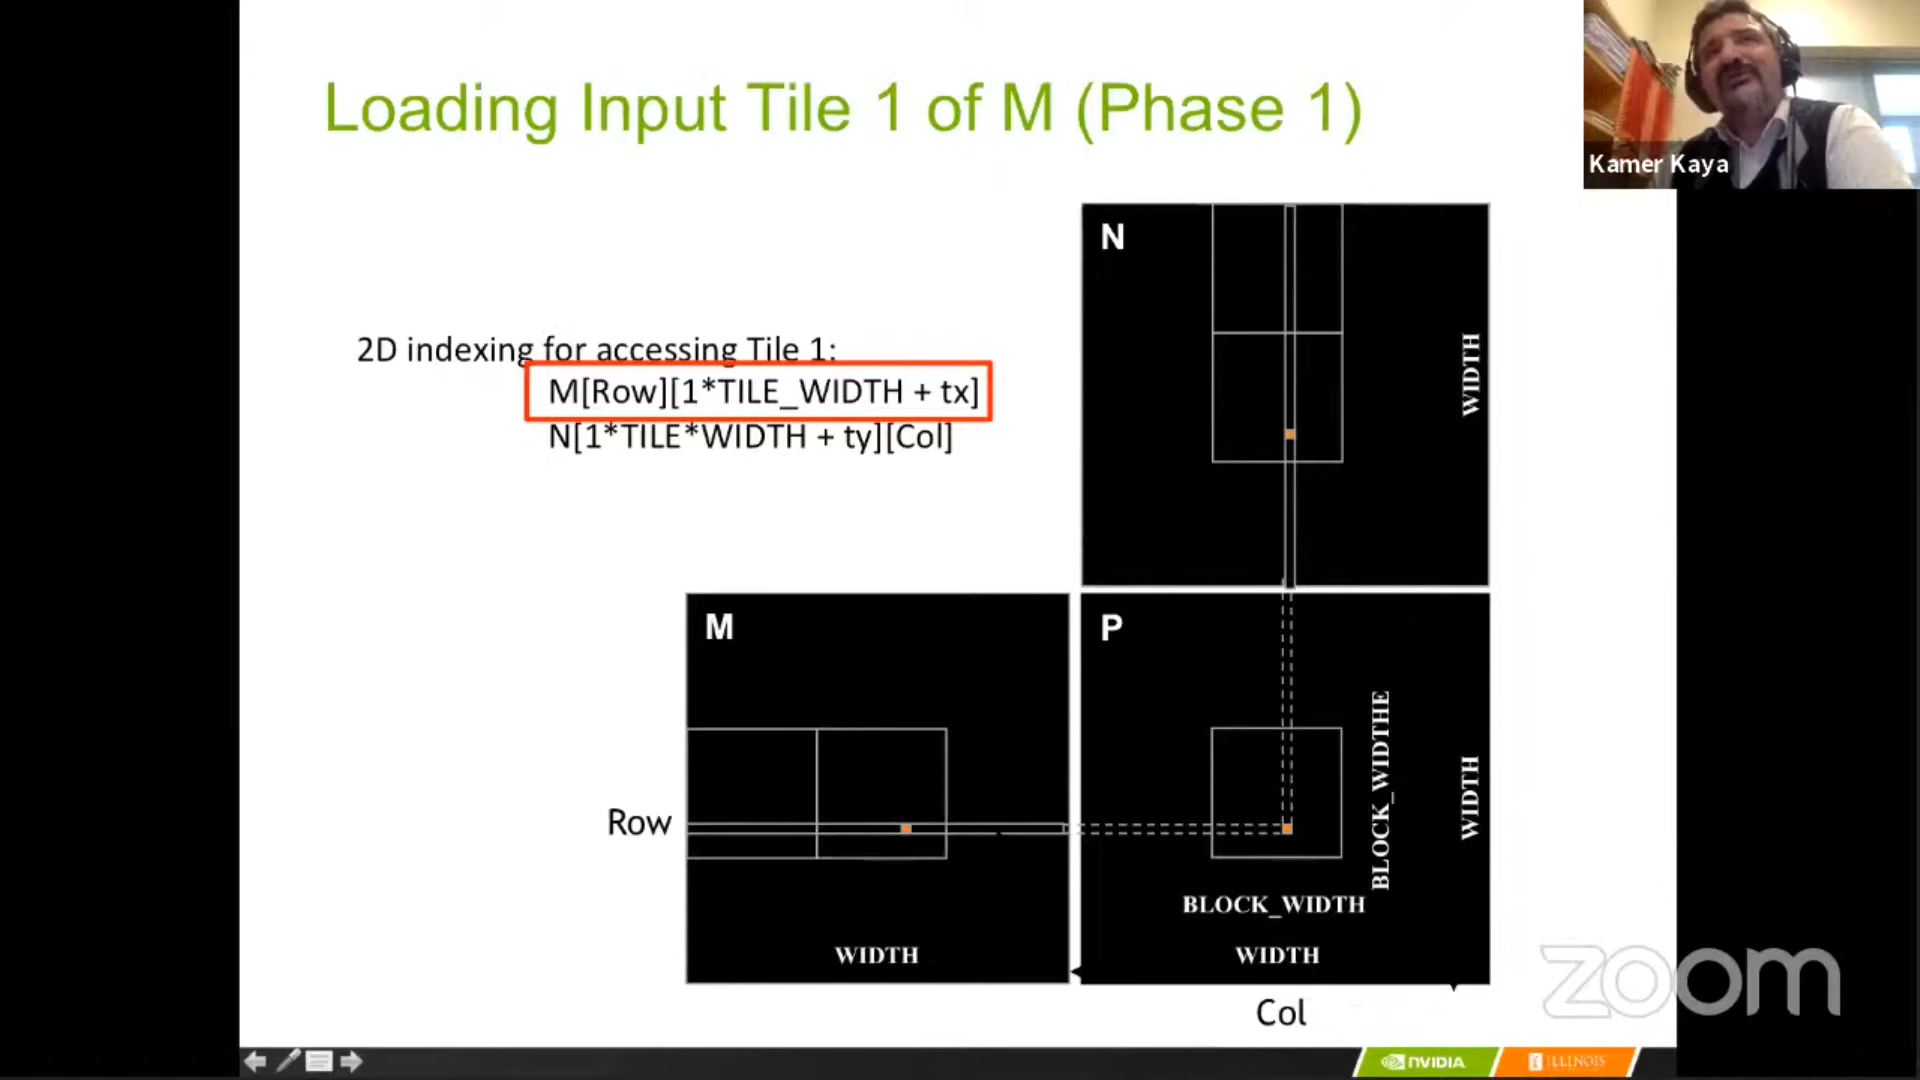 Loading Input Tile 1 of M (Phase 1)
Kamer Kaya
2D indexing for accessing Tile 1:
M[Row][1*TILE_WIDTH + tx]
N[1*TILE*WIDTH + ty][Col]
N
WIDTH
M
P
BLOCK_WIDTHE
WIDTH
Row
BLOCK_WIDTH
WIDTH
WIDTH
Col
zoom
NVIDIA
ILLINOIS